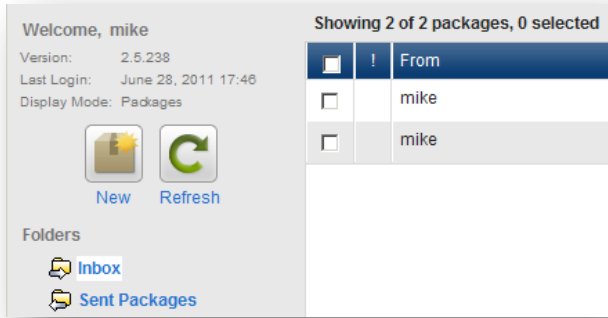 Welcome, mike
Version: 2.5.238
Last Login: June 28, 2011 17:46
Display Mode: Packages
New Refresh
Folders
Inbox
Sent Packages
Showing 2 of 2 packages, 0 selected
! From
mike
mike